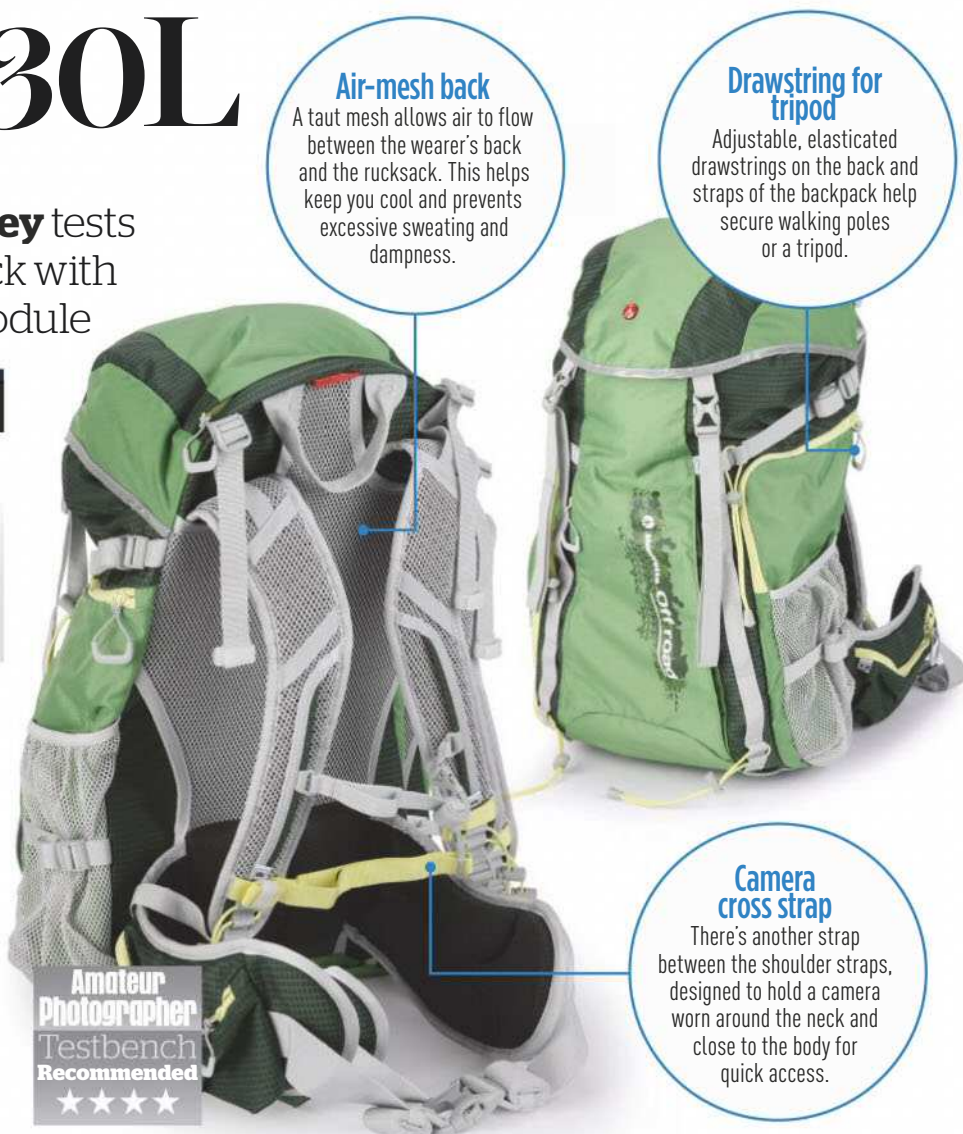 30L
ey tests
ck with
odule
Air-mesh back
A taut mesh allows air to flow
between the wearer's back
and the rucksack. This helps
keep you cool and prevents
excessive sweating and
dampness.
Drawstring for
tripod
Adjustable, elasticated
drawstrings on the back and
straps of the backpack help
secure walking poles
or a tripod.
Off road
Camera
cross strap
There's another strap
between the shoulder straps,
designed to hold a camera
worn around the neck and
close to the body for
quick access.
Amateur
Photographer
Testbench
Recommended